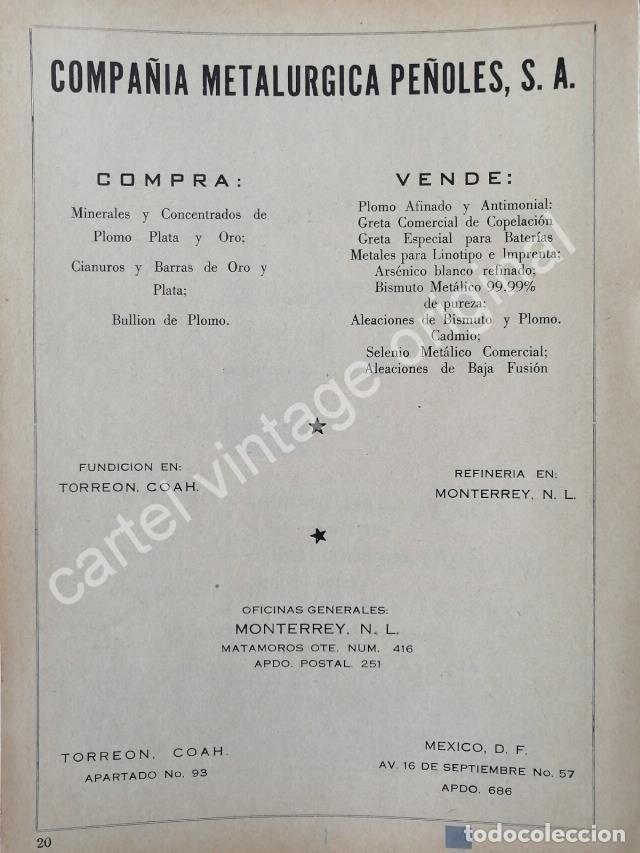 COMPAÑIA METALURGICA PEÑOLES, S. A.
COMPRA:
Minerales y Concentrados de
Plomo Plata y Oro;
Cianuros y Barras de Oro y
Plata;
Bullion de Plomo.
VENDE:
Plomo Afinado y Antimonial:
Greta Comercial de Copelación
Greta Especial para Baterías
Metales para Linotipo e Imprenta;
Arsénico blanco refinado;
Bismuto Metálico 99.99%
de pureza;
Aleaciones de Bismuto y Plomo.
Cadmio;
Selenio Metálico Comercial;
Aleaciones de Baja Fusión
FUNDICION EN:
TORREON, COAH.
REFINERIA EN:
MONTERREY, N. L.
OFICINAS GENERALES:
MONTERREY, N. L.
MATAMOROS OTE. NUM. 416
APDO. POSTAL. 251
TORREON, COAH.
APARTADO No. 93
MEXICO, D. F.
AV. 16 DE SEPTIEMBRE No. 57
APDO. 686
20
cartel vintage original
todocoleccion